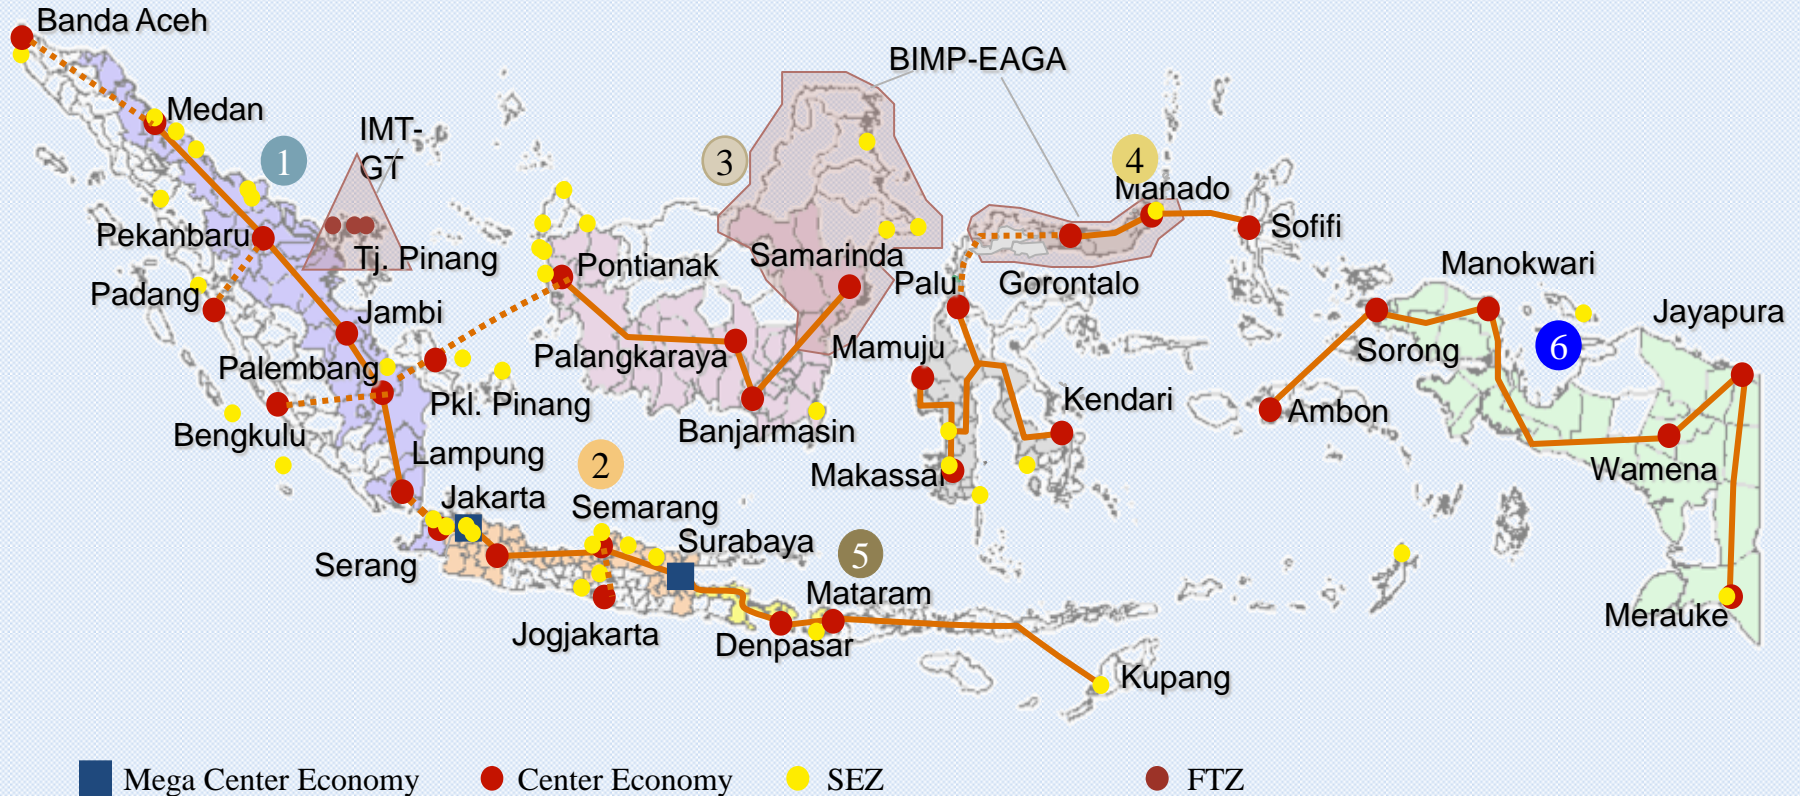 Banda Aceh
BIMP-EAGA
Medan
IMT-
GT
1
3
4
Manado
Sofifi
Pekanbaru
Tj. Pinang
Samarinda
Pontianak
Palu
Gorontalo
Manokwari
Padang
Jambi
Jayapura
Palembang
Palangkaraya
Mamuju
Sorong
6
Pkl. Pinang
Kendari
Ambon
Bengkulu
Banjarmasin
Lampung
2
Makassar
Wamena
Jakarta
Semarang
Surabaya
5
Serang
Mataram
Jogjakarta
Denpasar
Merauke
Kupang
Mega Center Economy
Center Economy
SEZ
FTZ